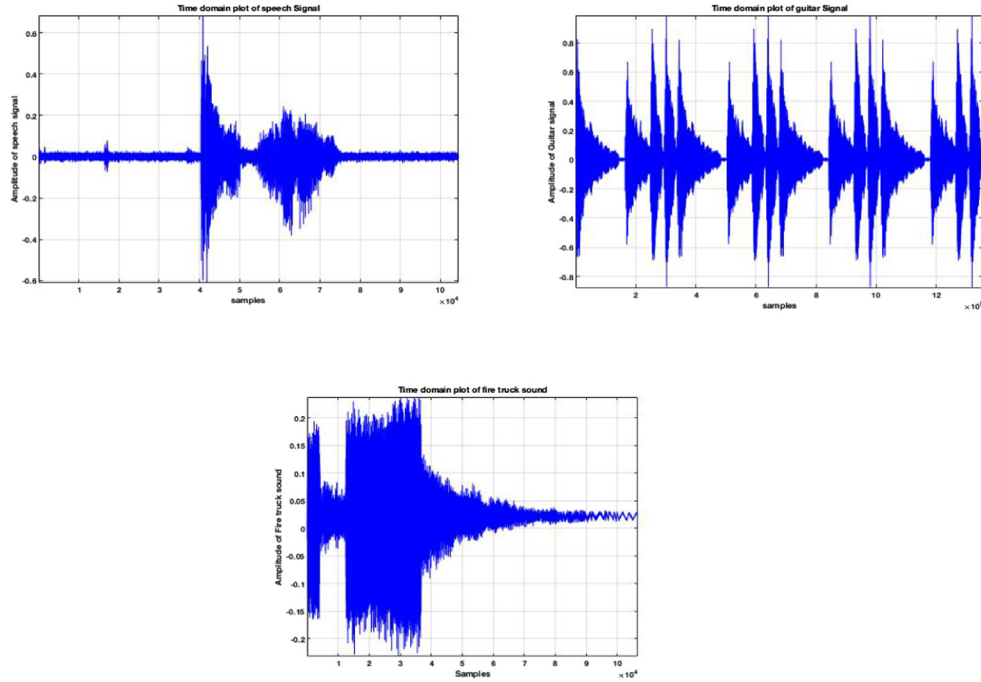 Time domain plot of speech Signal
Amplitude of speech signal
0.6
0.4
0.2
0
-0.2
-0.4
-0.6
1 2 3 4 5 6 7 8 9 10
×10⁴
samples
Time domain plot of guitar Signal
Amplitude of Guitar signal
0.8
0.6
0.4
0.2
0
-0.2
-0.4
-0.6
-0.8
2 4 6 8 10 12
samples
Time domain plot of fire truck sound
Amplitude of Fire truck sound
0.2
0.15
0.1
0.05
0
-0.05
-0.1
-0.15
-0.2
1 2 3 4 5 6 7 8 9 10
×10⁴
Samples